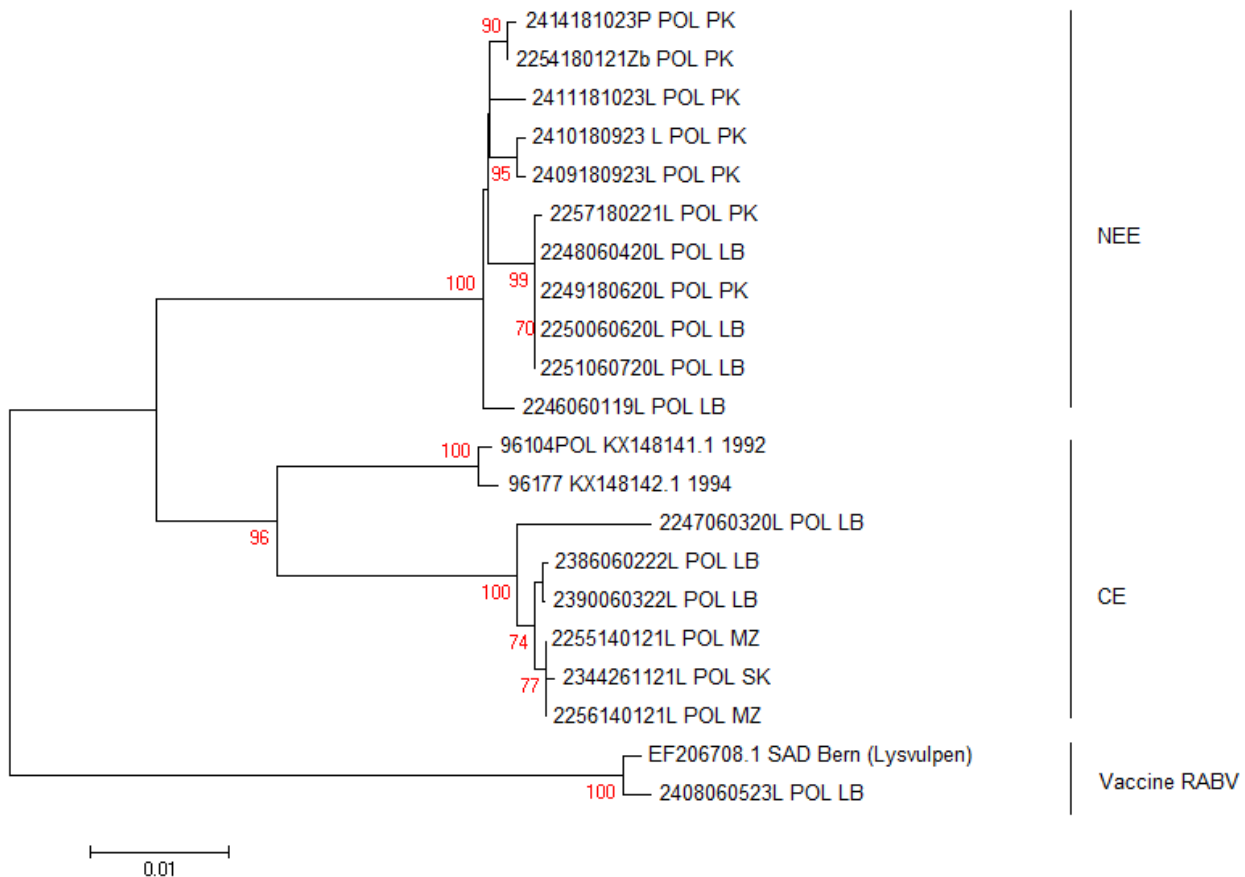 90
2414181023P POL PK
2254180121Zb POL PK
2411181023L POL PK
2410180923 L POL PK
95
2409180923L POL PK
2257180221L POL PK
NEE
2248060420L POL LB
100
99
2249180620L POL PK
70
2250060620L POL LB
2251060720L POL LB
2246060119L POL LB
100
96104POL KX148141.1 1992
96177 KX148142.1 1994
2247060320L POL LB
96
2386060222L POL LB
100
2390060322L POL LB
CE
74
2255140121L POL MZ
2344261121L POL SK
77
2256140121L POL MZ
EF206708.1 SAD Bern (Lysvulpen)
Vaccine RABV
100
2408060523L POL LB
0.01